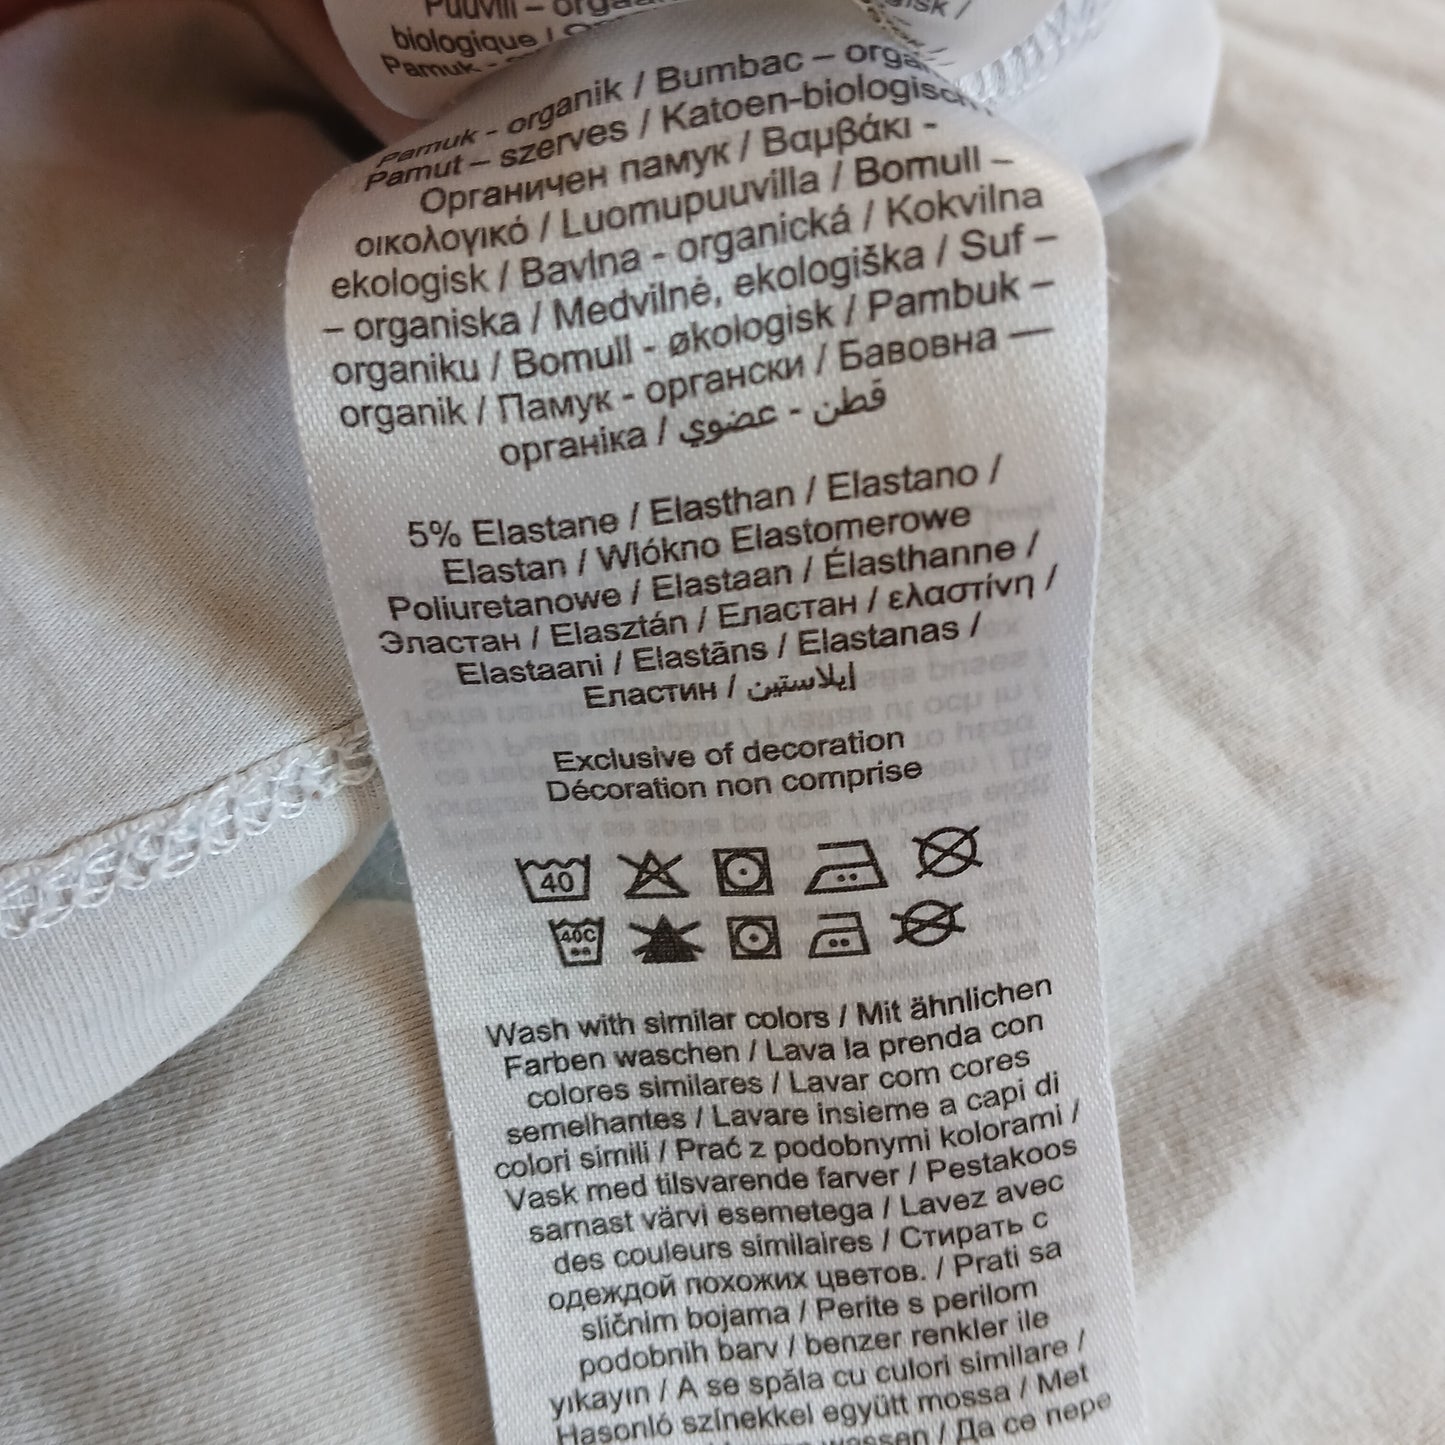 biologique /
Pamuk -
Pamuk - organik / Bumbac –
Pamut – szerves / Katoen-biologisch
Органичен памук / Βαμβάκι -
οικολογικό / Luomupuuvilla / Bomull –
ekologisk / Bavlna - organická / Kokvilna
– organiska / Medvilnė, ekologiška / Suf –
organiku / Bomull - økologisk / Pambuk –
organik / Памук - органски / Бавовна —
органіка / قطن - عضوي
5% Elastane / Elasthan / Elastano /
Elastan / Wlókno Elastomerowe
Poliuretanowe / Elastaan / Élasthanne /
Эластан / Elasztán / Еластан / ελαστίνη /
Elastaani / Elastāns / Elastanas /
Еластин / إيلاستين
Exclusive of decoration
Décoration non comprise
40
40C
Wash with similar colors / Mit ähnlichen
Farben waschen / Lava la prenda con
colores similares / Lavar com cores
semelhantes / Lavare insieme a capi di
colori simili / Prać z podobnymi kolorami /
Vask med tilsvarende farver / Pestakoos
sarnast värvi esemetega / Lavez avec
des couleurs similaires / Стирать с
одеждой похожих цветов. / Prati sa
sličnim bojama / Perite s perilom
podobnih barv / benzer renkler ile
yıkayın / A se spăla cu culori similare /
Hasonló színekkel együtt mossa / Met
wassen / Да се пере